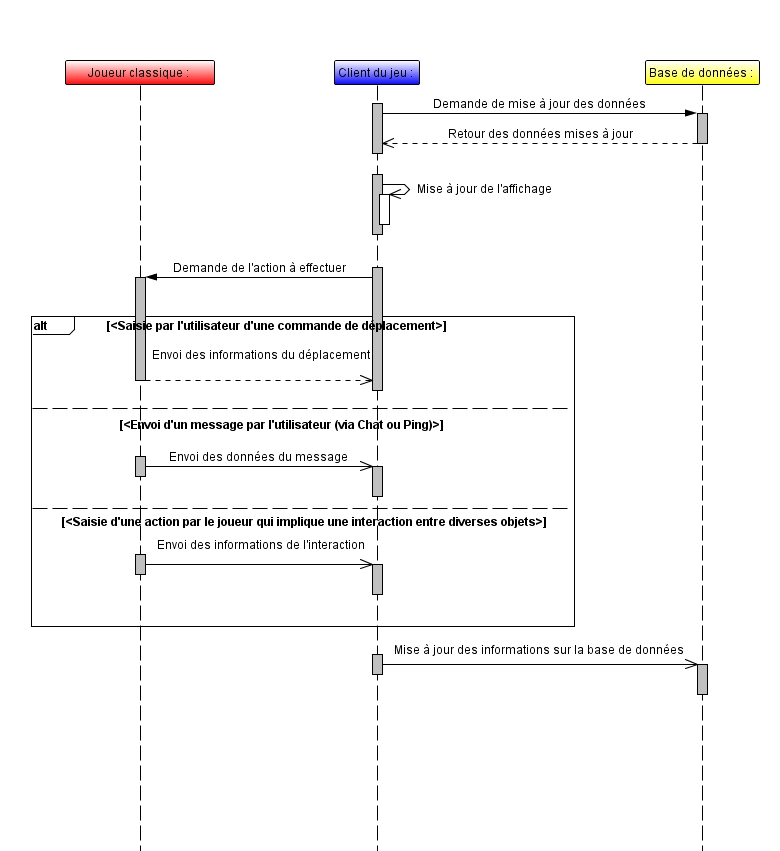 Joueur classique :
Client du jeu :
Base de données :
Demande de mise à jour des données
Retour des données mises à jour
Mise à jour de l'affichage
Demande de l'action à effectuer
alt
[<Saisie par l'utilisateur d'une commande de déplacement>]
Envoi des informations du déplacement
[<Envoi d'un message par l'utilisateur (via Chat ou Ping)>]
Envoi des données du message
[<Saisie d'une action par le joueur qui implique une interaction entre diverses objets>]
Envoi des informations de l'interaction
Mise à jour des informations sur la base de données